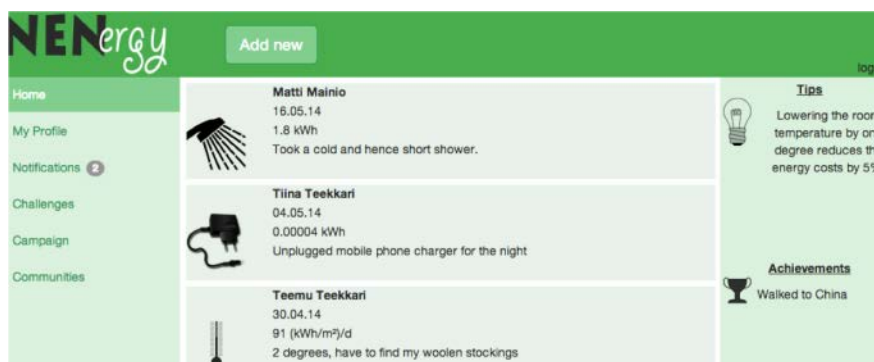 NENergy
Add new
log
Home
My Profile
Notifications 2
Challenges
Campaign
Communities
Matti Mainio
16.05.14
1.8 kWh
Took a cold and hence short shower.
Tiina Teekkari
04.05.14
0.00004 kWh
Unplugged mobile phone charger for the night
Teemu Teekkari
30.04.14
91 (kWh/m²)/d
2 degrees, have to find my woolen stockings
Tips
Lowering the roo
temperature by on
degree reduces th
energy costs by 5%
Achievements
Walked to China